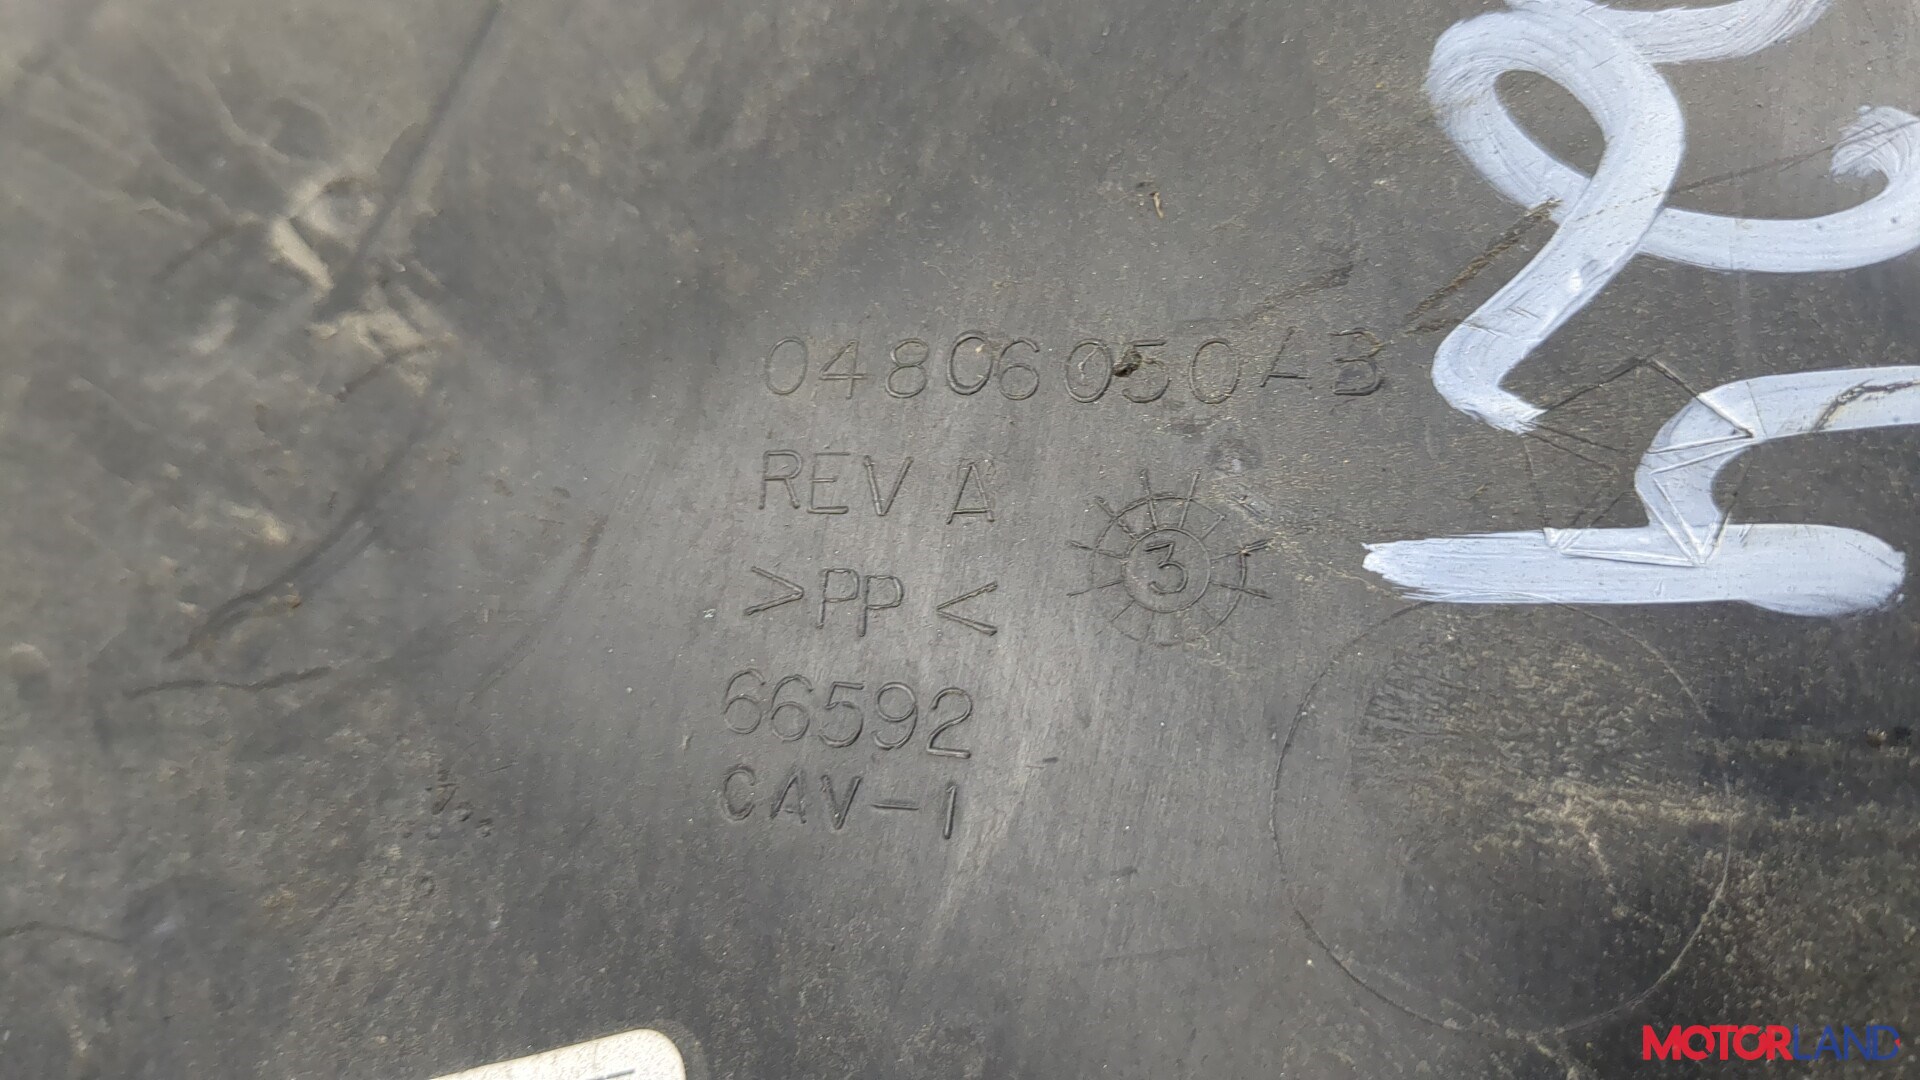 04806050AB
REV A
>PP<
3
66592
CAV-1
MOTORLAND